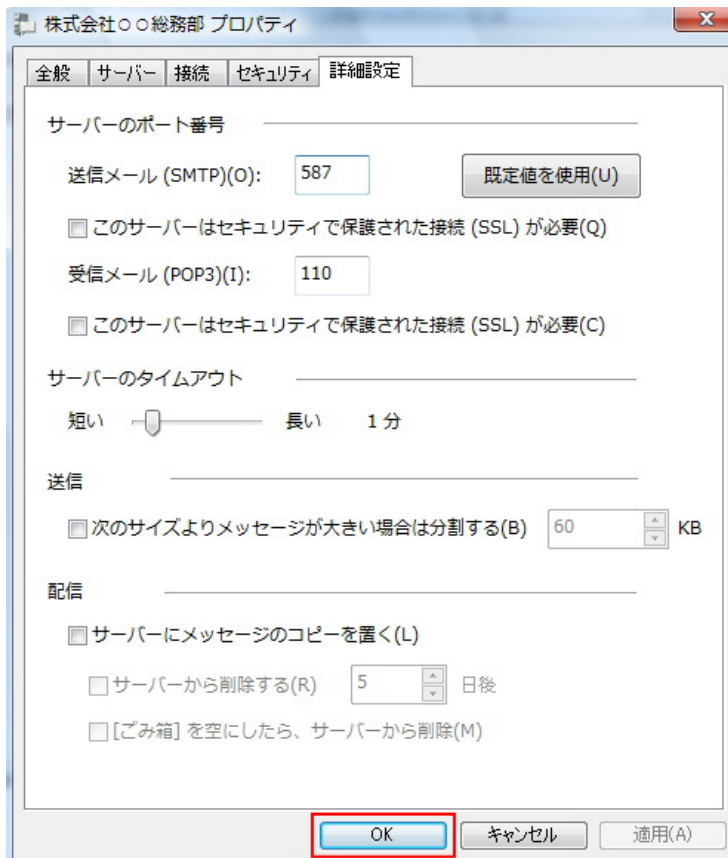 株式会社○○総務部 プロパティ
全般 サーバー 接続 セキュリティ 詳細設定
サーバーのポート番号
送信メール (SMTP)(O): 587 既定値を使用(U)
このサーバーはセキュリティで保護された接続 (SSL) が必要(Q)
受信メール (POP3)(I): 110
このサーバーはセキュリティで保護された接続 (SSL) が必要(C)
サーバーのタイムアウト
短い 長い 1 分
送信
次のサイズよりメッセージが大きい場合は分割する(B) 60 KB
配信
サーバーにメッセージのコピーを置く(L)
サーバーから削除する(R) 5 日後
[ごみ箱] を空にしたら、サーバーから削除(M)
OK キャンセル 適用(A)